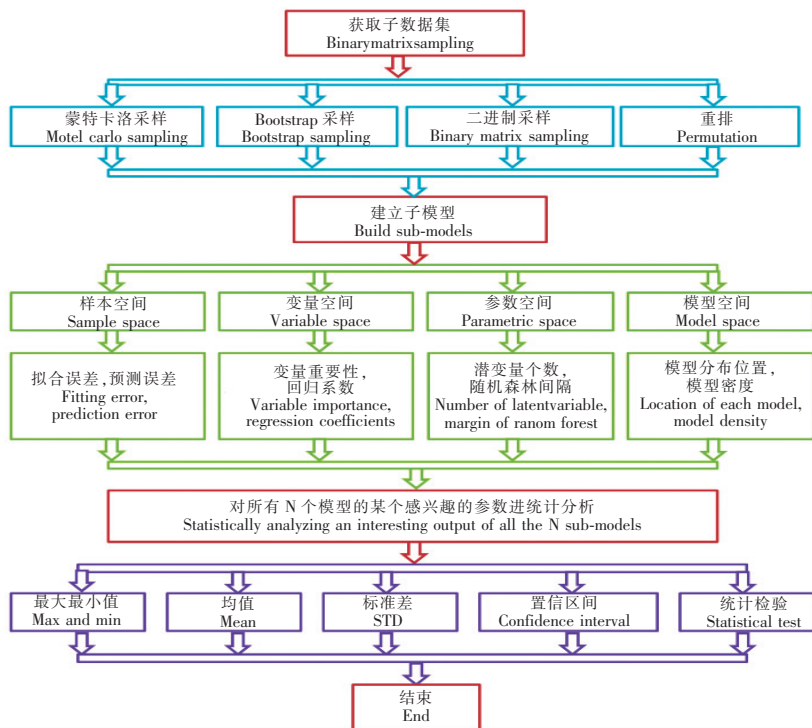 获取子数据集
Binarymatrixsampling
蒙特卡洛采样
Motel carlo sampling
Bootstrap 采样
Bootstrap sampling
二进制采样
Binary matrix sampling
重排
Permutation
建立子模型
Build sub-models
样本空间
Sample space
变量空间
Variable space
参数空间
Parametric space
模型空间
Model space
拟合误差,预测误差
Fitting error,
prediction error
变量重要性,
回归系数
Variable importance,
regression coefficients
潜变量个数,
随机森林间隔
Number of latentvariable,
margin of ranom forest
模型分布位置,
模型密度
Location of each model,
model density
对所有 N 个模型的某个感兴趣的参数进统计分析
Statistically analyzing an interesting output of all the N sub-models
最大最小值
Max and min
均值
Mean
标准差
STD
置信区间
Confidence interval
统计检验
Statistical test
结束
End